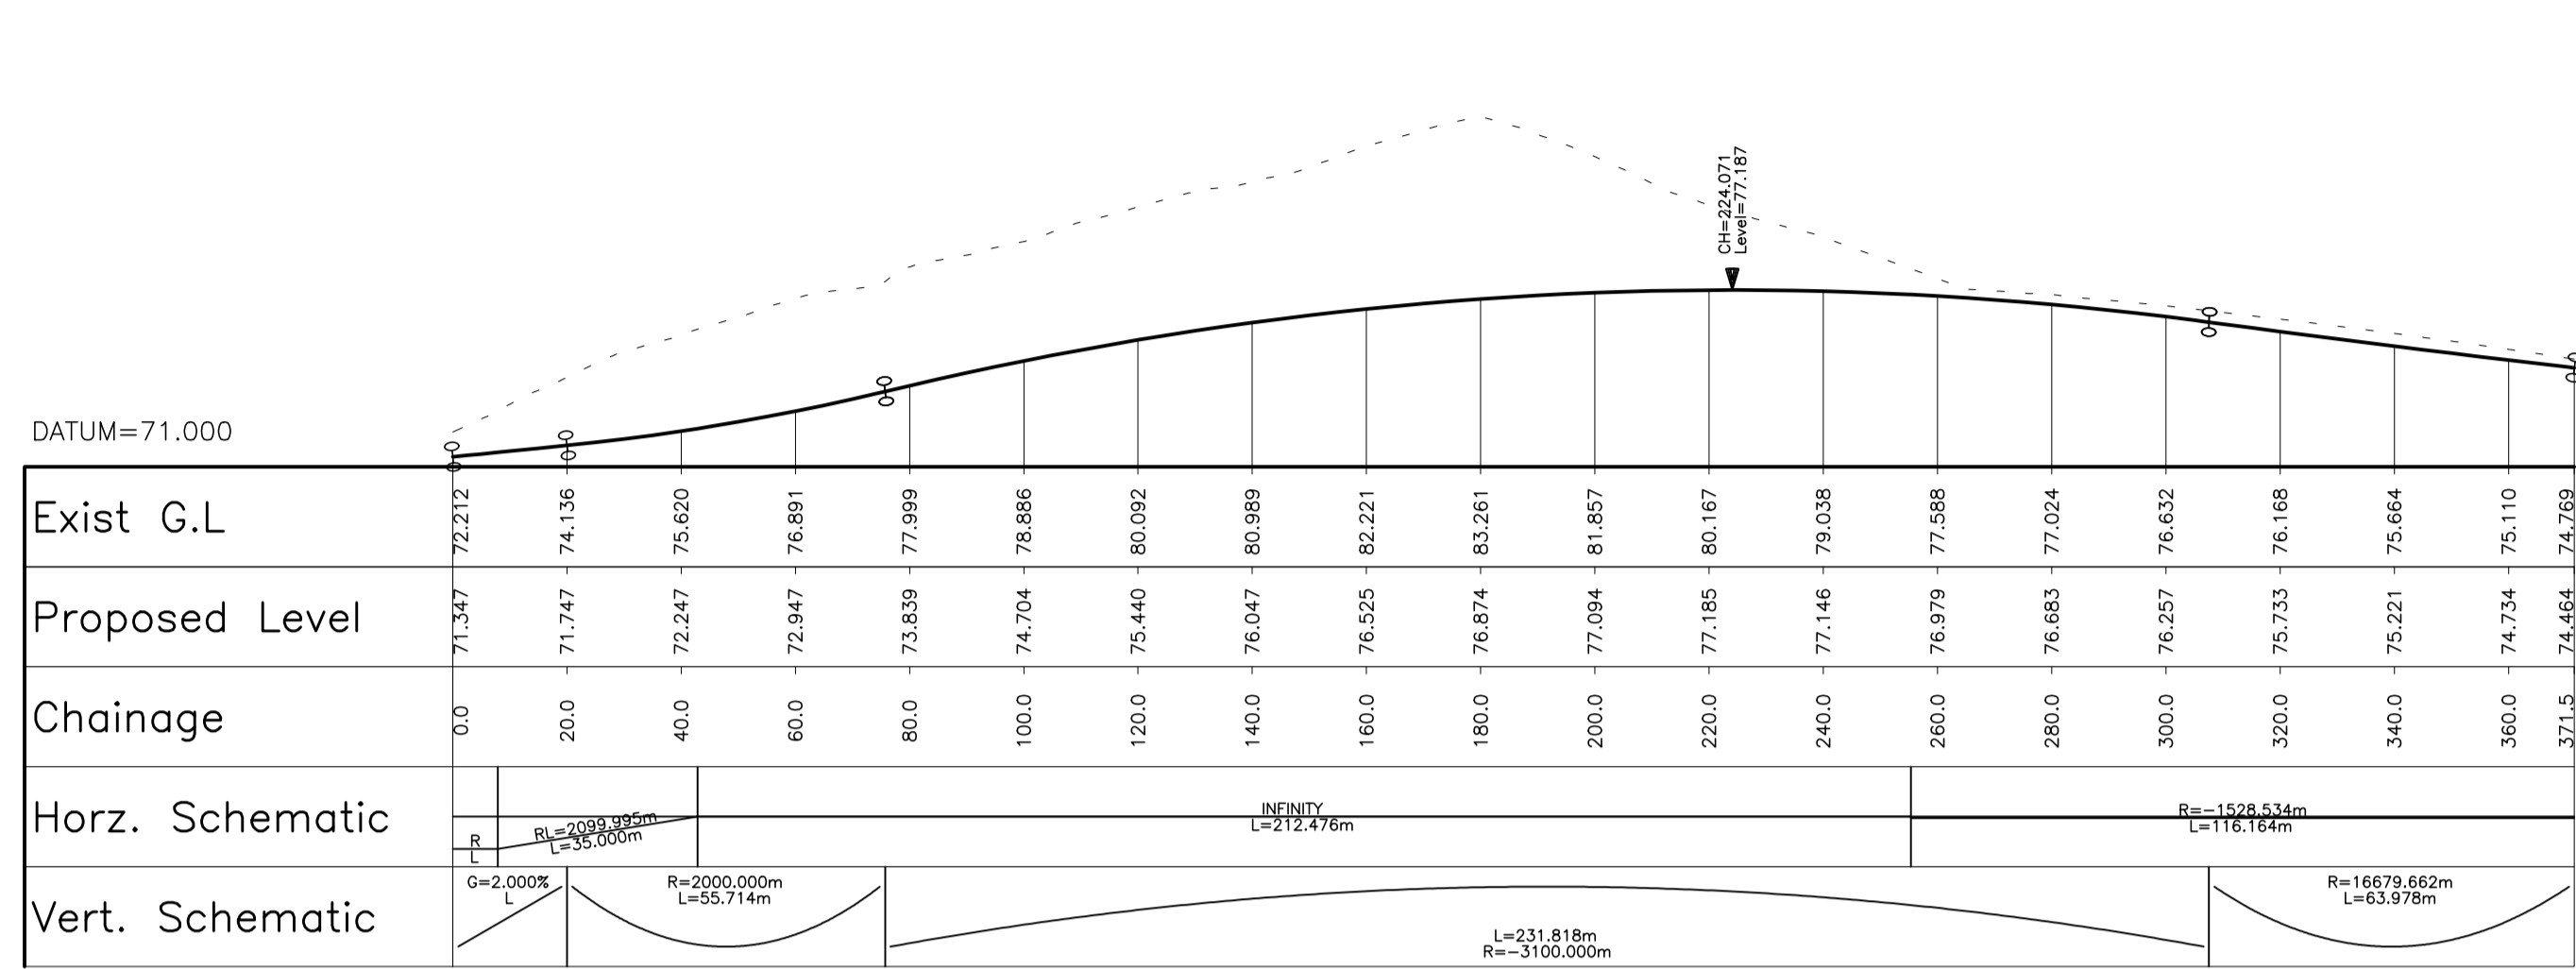 CH=224.071
Level=77.187
DATUM=71.000
Exist G.L
72.212 74.136 75.620 76.891 77.999 78.886 80.092 80.989 82.221 83.261 81.857 80.167 79.038 77.588 77.024 76.632 76.168 75.664 75.110 74.769
Proposed Level
71.347 71.747 72.247 72.947 73.839 74.704 75.440 76.047 76.525 76.874 77.094 77.185 77.146 76.979 76.683 76.257 75.733 75.221 74.734 74.464
Chainage
0.0 20.0 40.0 60.0 80.0 100.0 120.0 140.0 160.0 180.0 200.0 220.0 240.0 260.0 280.0 300.0 320.0 340.0 360.0 371.5
Horz. Schematic
R
L
RL=2099.995m
L=35.000m
INFINITY
L=212.476m
R=-1528.534m
L=116.164m
Vert. Schematic
G=2.000%
L
R=2000.000m
L=55.714m
L=231.818m
R=-3100.000m
R=16679.662m
L=63.978m